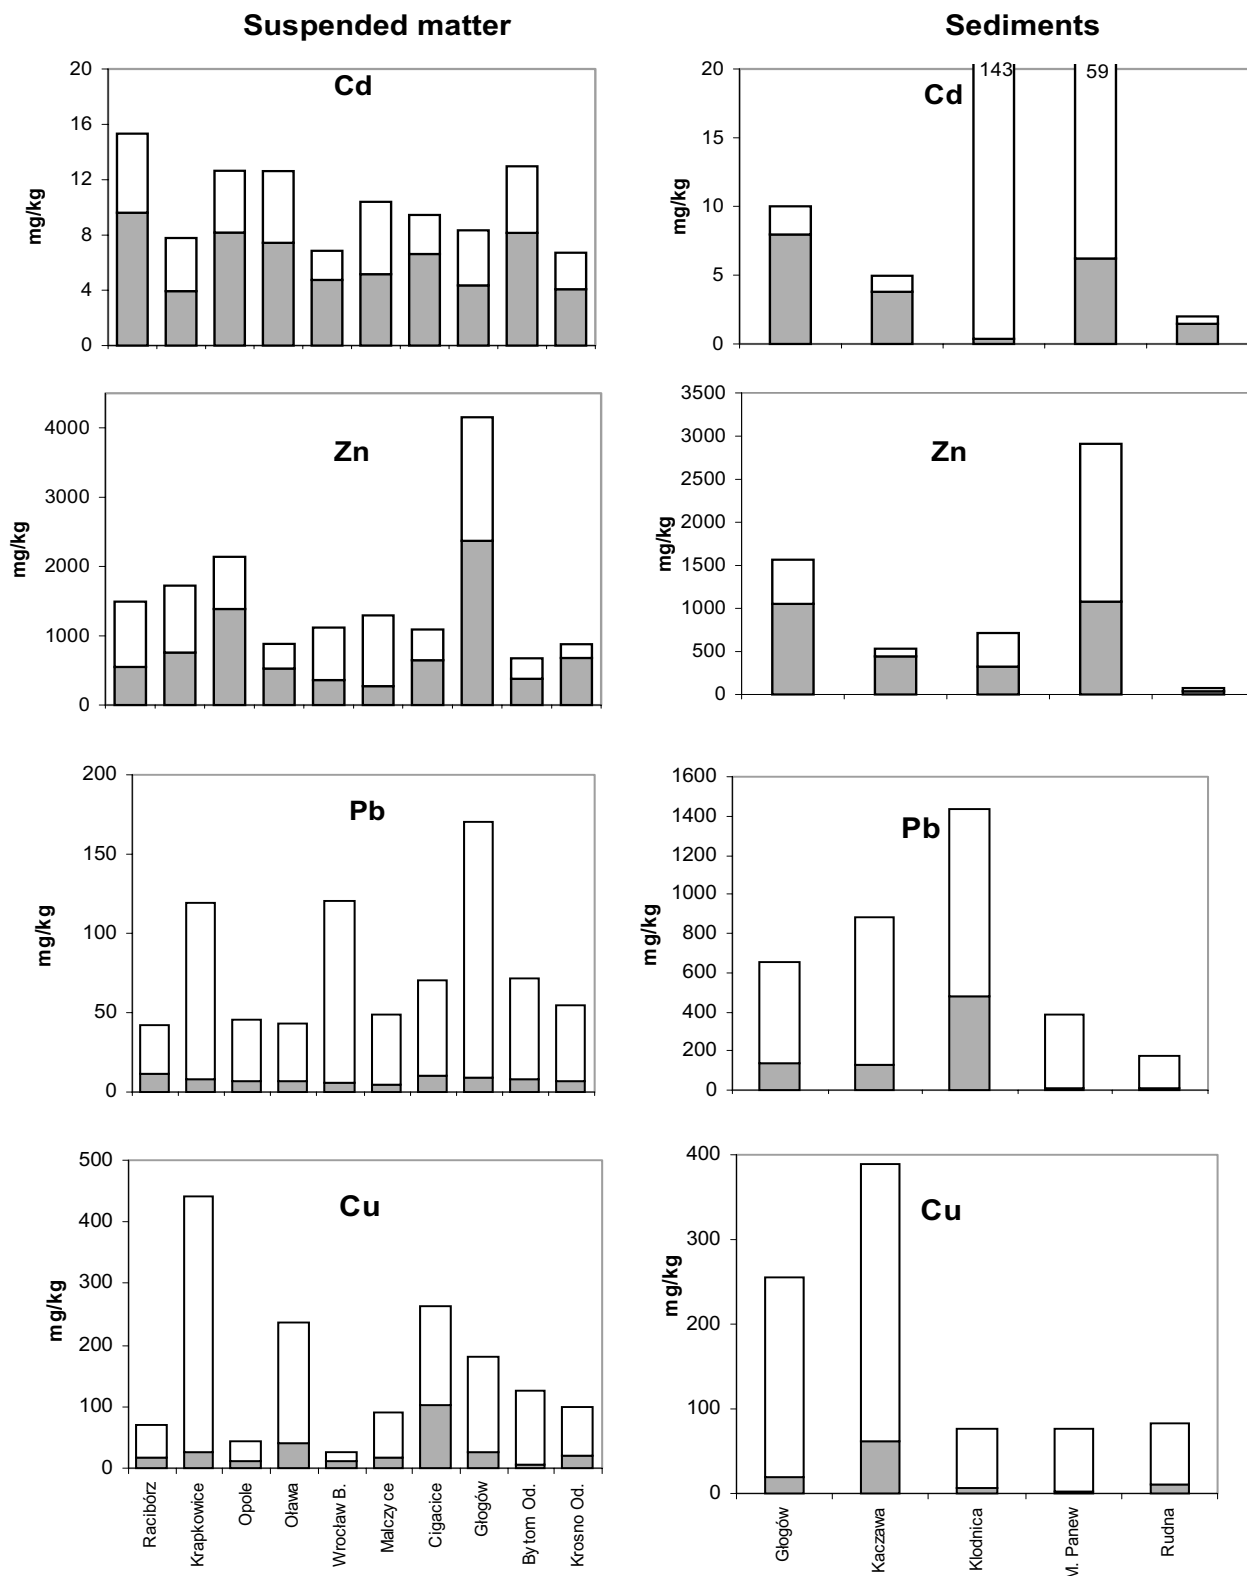 Suspended matter
Sediments
Cd
20
16
12
8
4
0
mg/kg
Cd
143
59
20
15
10
5
0
mg/kg
Zn
4000
3000
2000
1000
0
mg/kg
Zn
3500
3000
2500
2000
1500
1000
500
0
mg/kg
Pb
200
150
100
50
0
mg/kg
Pb
1600
1400
1200
1000
800
600
400
200
0
mg/kg
Cu
500
400
300
200
100
0
mg/kg
Racibórz
Krapkowice
Opole
Oława
Wrocław B.
Malczyce
Cigacice
Głogów
Bytom Od.
Krosno Od.
Cu
400
300
200
100
0
mg/kg
Głogów
Kaczawa
Klodnica
M. Panew
Rudna